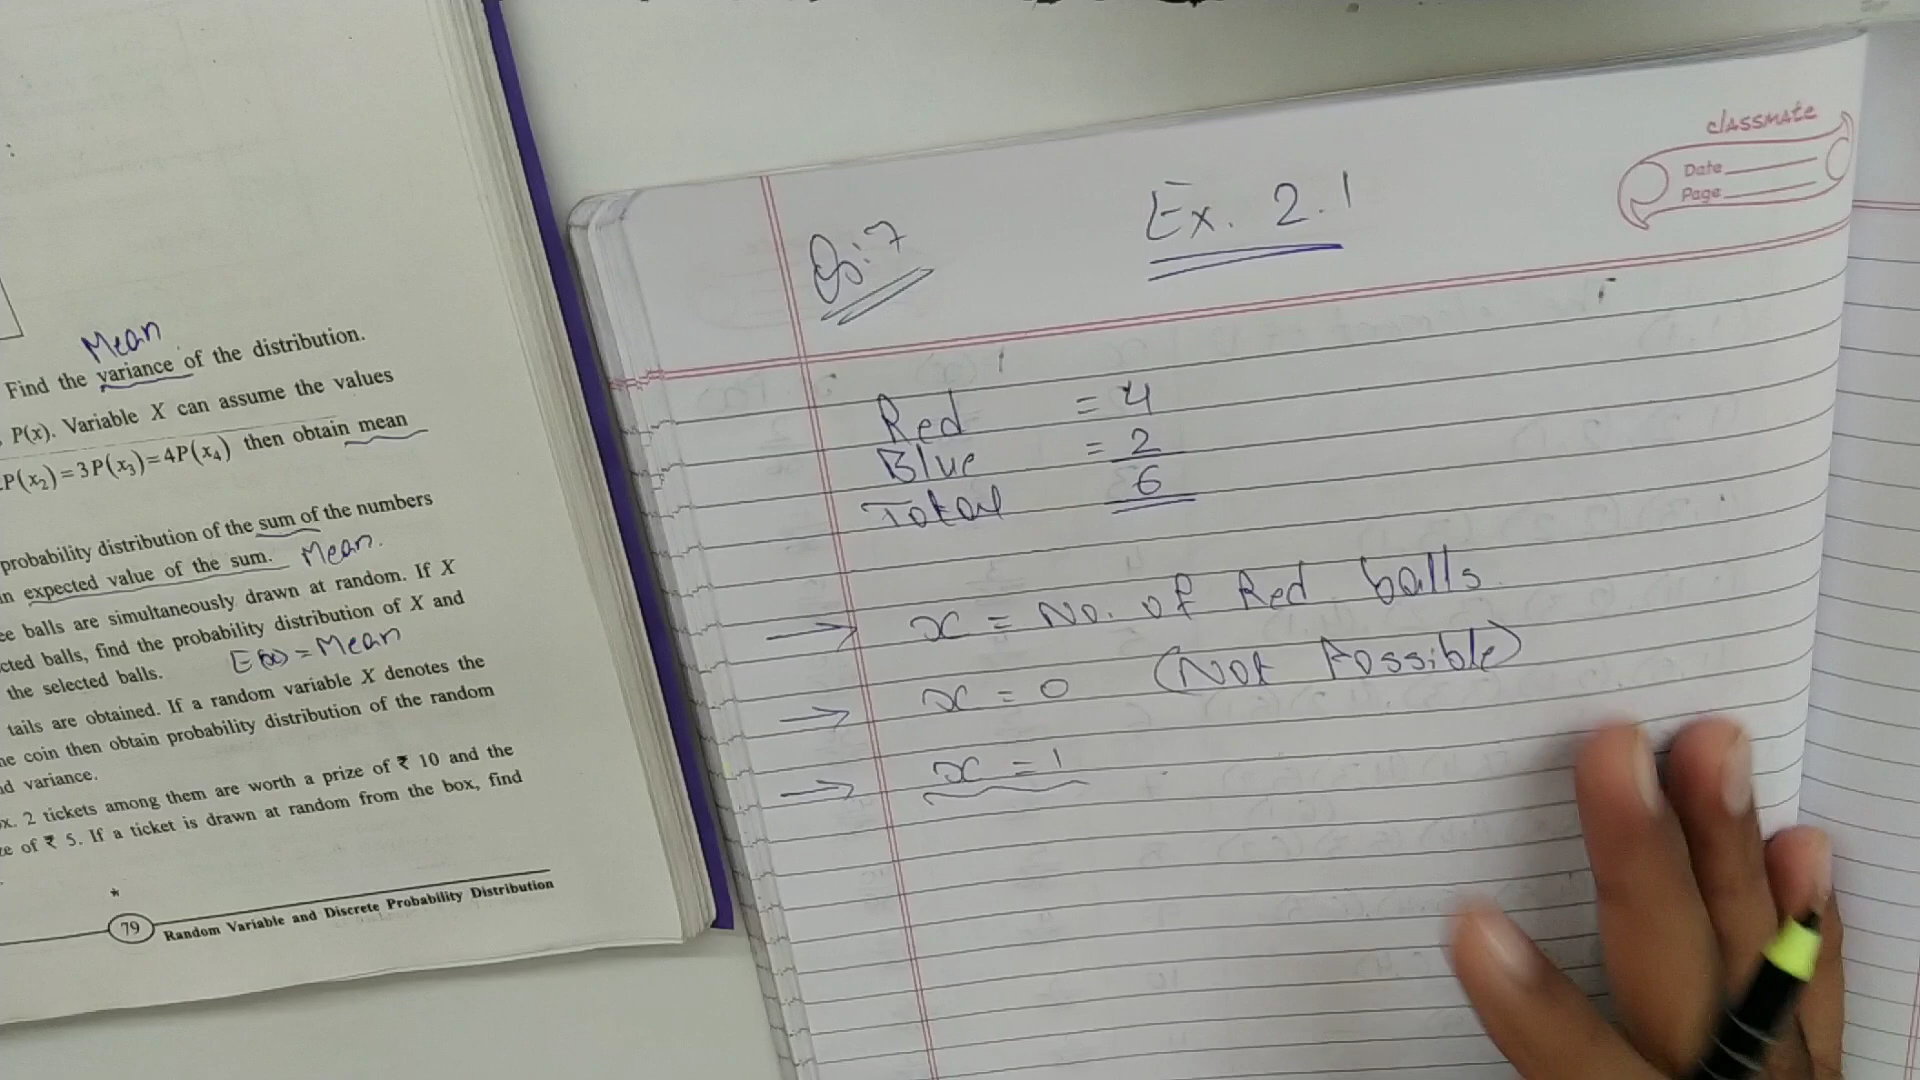 Mean
Find the variance of the distribution.
P(x). Variable X can assume the values
P(x₂)=3P(x₃)=4P(x₄) then obtain mean
probability distribution of the sum of the numbers
expected value of the sum. Mean.
balls are simultaneously drawn at random. If X
balls, find the probability distribution of X and
the selected balls. E(x) = Mean
tails are obtained. If a random variable X denotes the
coin then obtain probability distribution of the random
variance.
2 tickets among them are worth a prize of ₹ 10 and the
of ₹ 5. If a ticket is drawn at random from the box, find
*
79 Random Variable and Discrete Probability Distribution
classmate
Date
Page
Ex. 2.1
Q:7
Red = 4
Blue = 2
Total 6
→ x = No. of Red balls
→ x = 0 (Not Possible)
→ x = 1